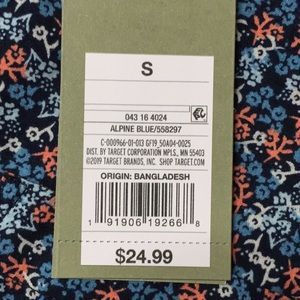 S
043 16 4024
ALPINE BLUE/558297
C-000966-01-013 GF19_50A04-0025
DIST. BY TARGET CORPORATION MPLS., MN 55403
©2019 TARGET BRANDS, INC. SHOP TARGET.COM
ORIGIN: BANGLADESH
1 91906 19266 8
$24.99